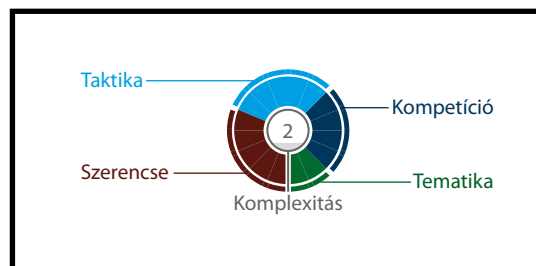 Taktika
Kompetíció
2
Szerencse
Tematika
Komplexitás